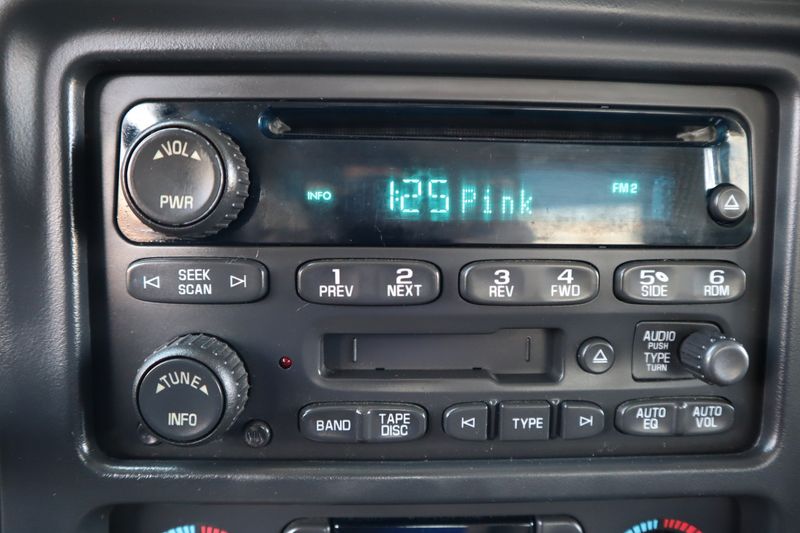 VOL
PWR
INFO 1:25 Pink FM2
SEEK
SCAN
1 PREV 2 NEXT
3 REV 4 FWD
5 SIDE 6 RDM
AUDIO
PUSH
TYPE
TURN
TUNE
INFO
BAND TAPE DISC
TYPE
AUTO EQ AUTO VOL